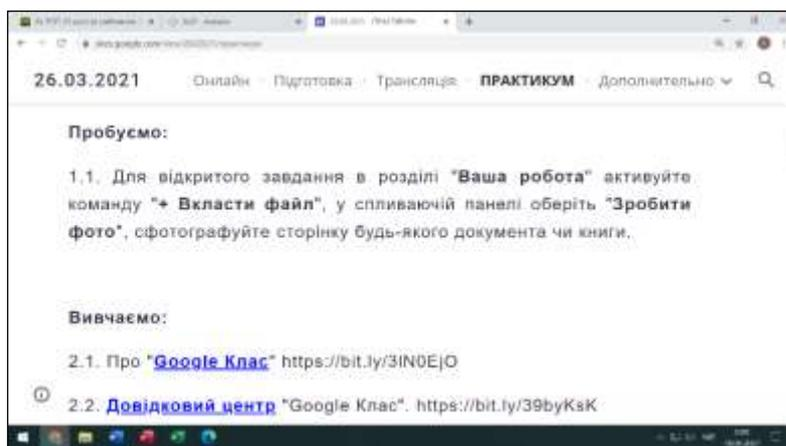 26.03.2021 Онлайн Підготовка Трансляція ПРАКТИКУМ Дополнительно
Пробуємо:
1.1. Для відкритого завдання в розділі "Ваша робота" активуйте
команду "+ Вкласти файл", у спливаючій панелі оберіть "Зробити
фото", сфотографуйте сторінку будь-якого документа чи книги.
Вивчаємо:
2.1. Про "Google Клас" https://bit.ly/3lN0EjO
2.2. Довідковий центр "Google Клас". https://bit.ly/39byKsK